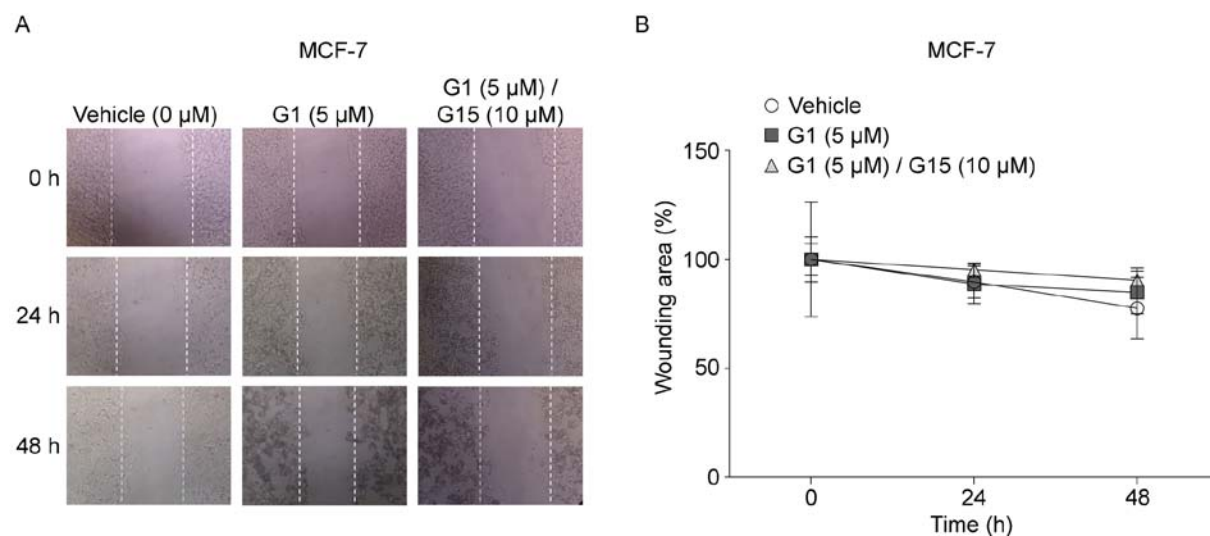 A
MCF-7
Vehicle (0 µM)
G1 (5 µM)
G1 (5 µM) /
G15 (10 µM)
0 h
24 h
48 h
B
MCF-7
Vehicle
G1 (5 µM)
G1 (5 µM) / G15 (10 µM)
Wounding area (%)
150
100
50
0
0
24
48
Time (h)